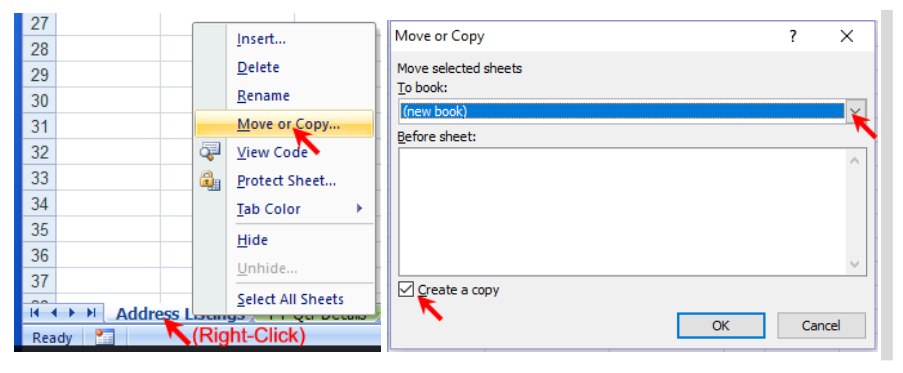 27
28
29
30
31
32
33
34
35
36
37
Insert...
Delete
Rename
Move or Copy...
View Code
Protect Sheet...
Tab Color
Hide
Unhide...
Select All Sheets
Address Listings
Details
Ready
(Right-Click)
Move or Copy ?
Move selected sheets
To book:
(new book)
Before sheet:
Create a copy
OK Cancel